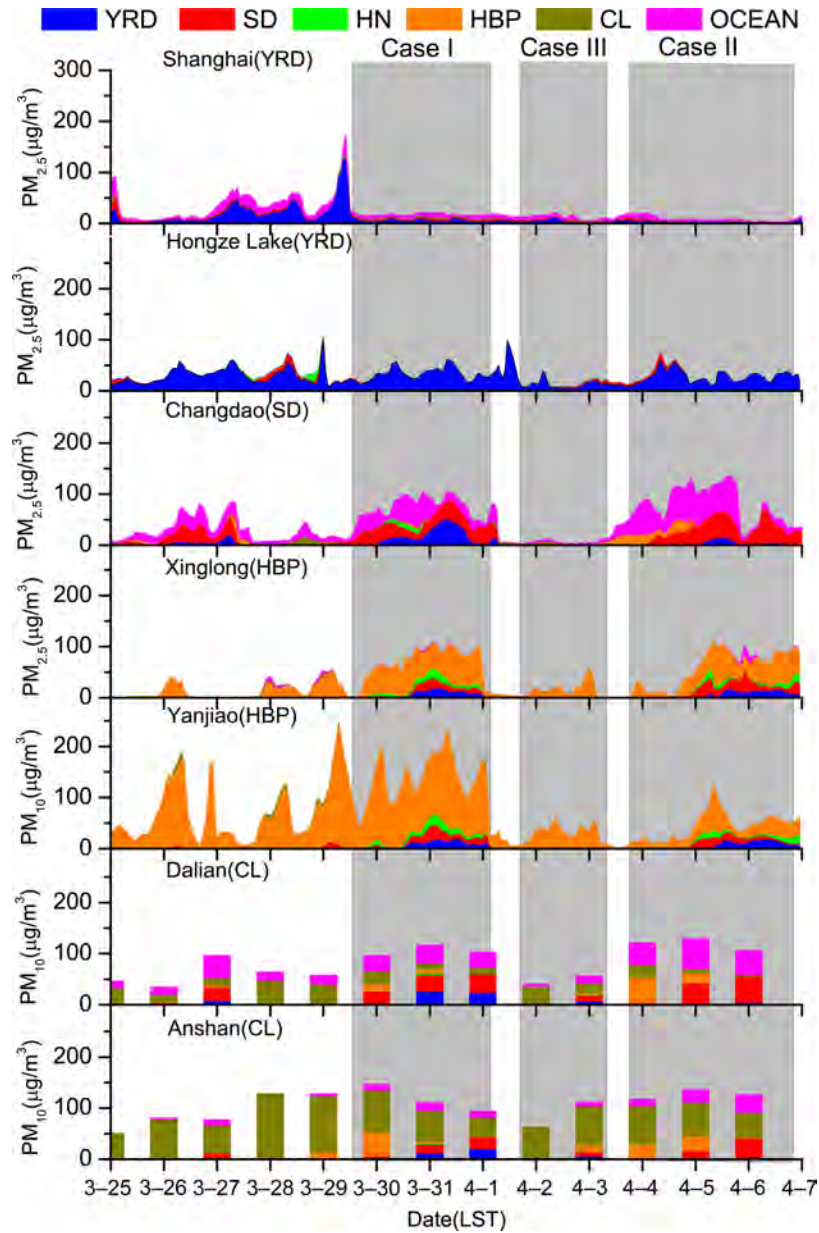 YRD SD HN HBP CL OCEAN
Case I Case III Case II
Shanghai(YRD)
300
200
100
0
PM2.5(μg/m³)
Hongze Lake(YRD)
200
100
0
PM2.5(μg/m³)
Changdao(SD)
200
100
0
PM2.5(μg/m³)
Xinglong(HBP)
200
100
0
PM2.5(μg/m³)
Yanjiao(HBP)
200
100
0
PM10(μg/m³)
Dalian(CL)
200
100
0
PM10(μg/m³)
Anshan(CL)
200
100
0
PM10(μg/m³)
3–25 3–26 3–27 3–28 3–29 3–30 3–31 4–1 4–2 4–3 4–4 4–5 4–6 4–7
Date(LST)